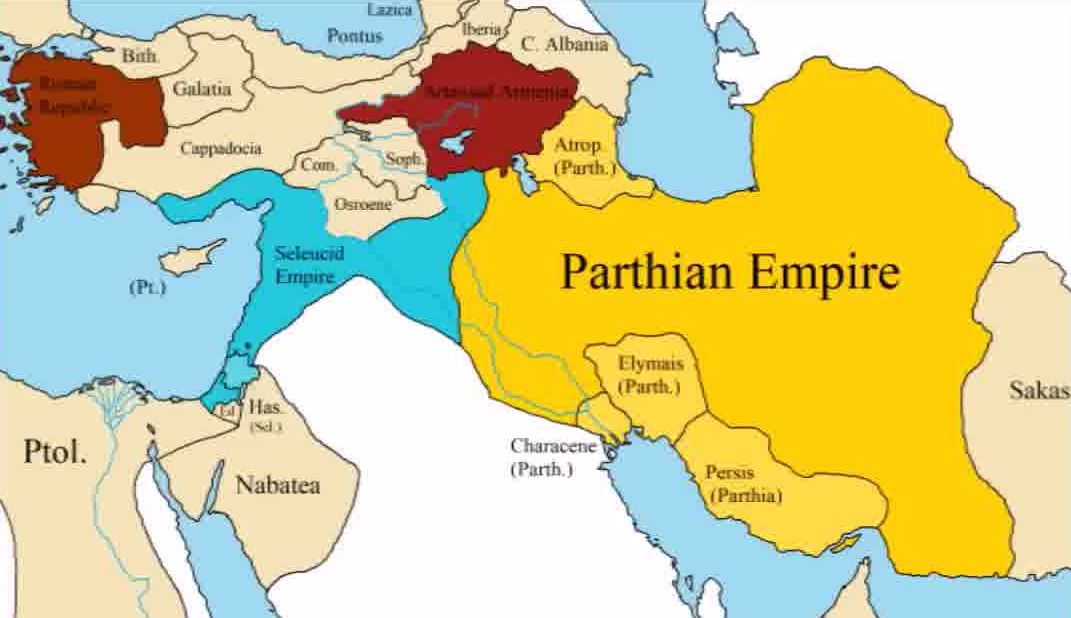 Lazica
Pontus
Iberia
C. Albania
Bith.
Galatia
Roman
Republic
Artaxiad Armenia
Cappadocia
Com.
Soph.
Atrop.
(Parth.)
Osroene
Seleucid
Empire
(Pt.)
Parthian Empire
Elymais
(Parth.)
Sakas
Ed.
Has.
(Sel.)
Ptol.
Nabatea
Characene
(Parth.)
Persis
(Parthia)